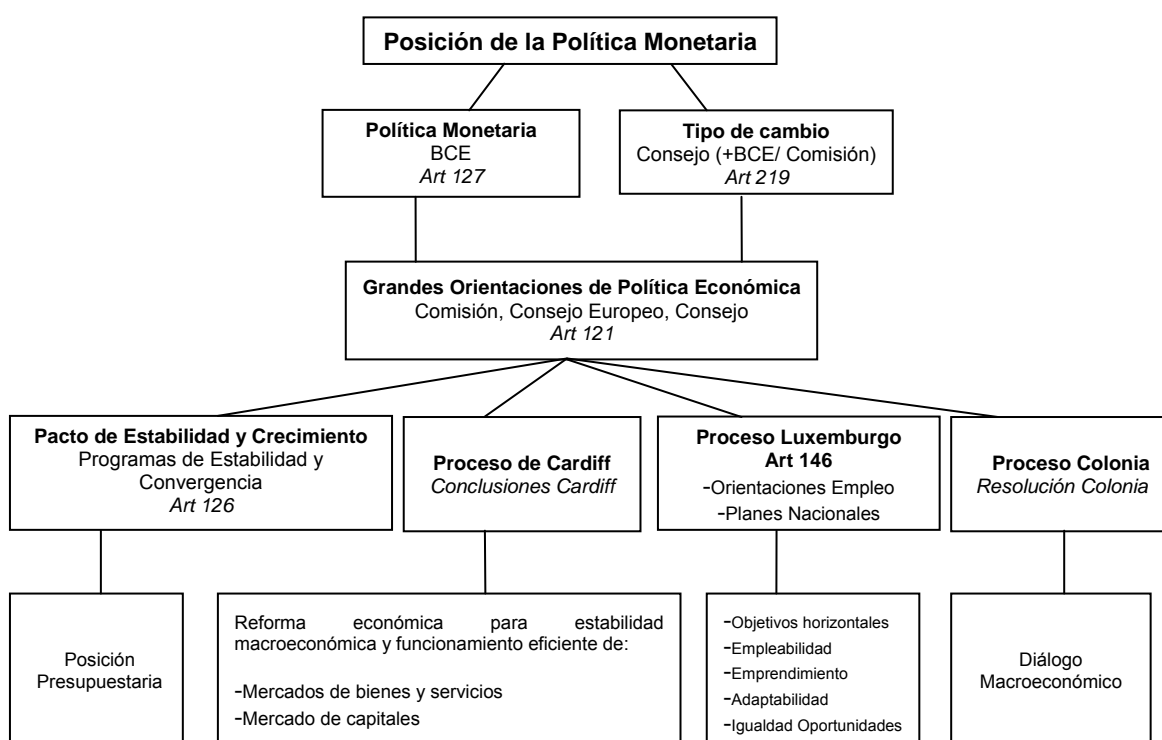 Posición de la Política Monetaria
Política Monetaria
BCE
Art 127
Tipo de cambio
Consejo (+BCE/ Comisión)
Art 219
Grandes Orientaciones de Política Económica
Comisión, Consejo Europeo, Consejo
Art 121
Pacto de Estabilidad y Crecimiento
Programas de Estabilidad y
Convergencia
Art 126
Proceso de Cardiff
Conclusiones Cardiff
Proceso Luxemburgo
Art 146
-Orientaciones Empleo
-Planes Nacionales
Proceso Colonia
Resolución Colonia
Posición
Presupuestaria
Reforma económica para estabilidad
macroeconómica y funcionamiento eficiente de:
-Mercados de bienes y servicios
-Mercado de capitales
-Objetivos horizontales
-Empleabilidad
-Emprendimiento
-Adaptabilidad
-Igualdad Oportunidades
Diálogo
Macroeconómico